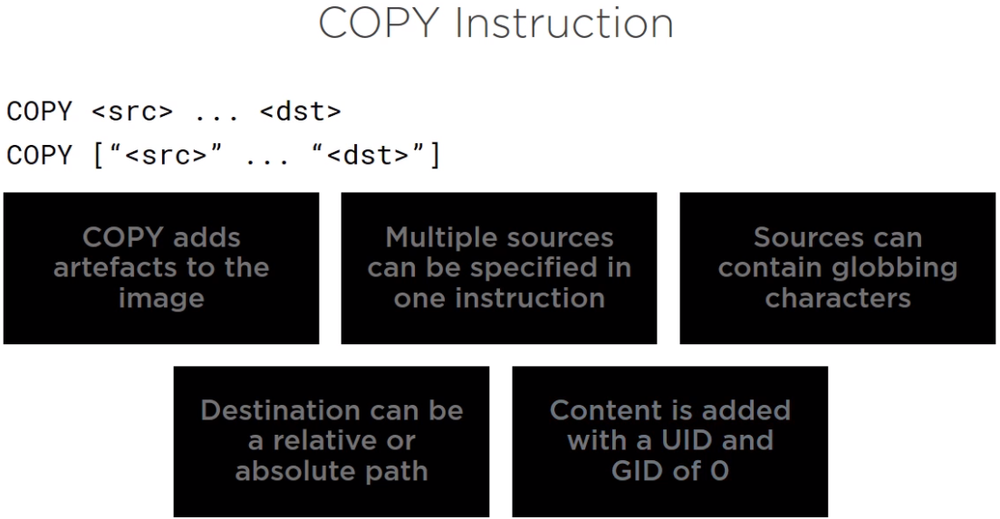 COPY Instruction
COPY <src> ... <dst>
COPY [“<src>” ... “<dst>”]
COPY adds
artefacts to the
image
Multiple sources
can be specified in
one instruction
Sources can
contain globbing
characters
Destination can be
a relative or
absolute path
Content is added
with a UID and
GID of 0